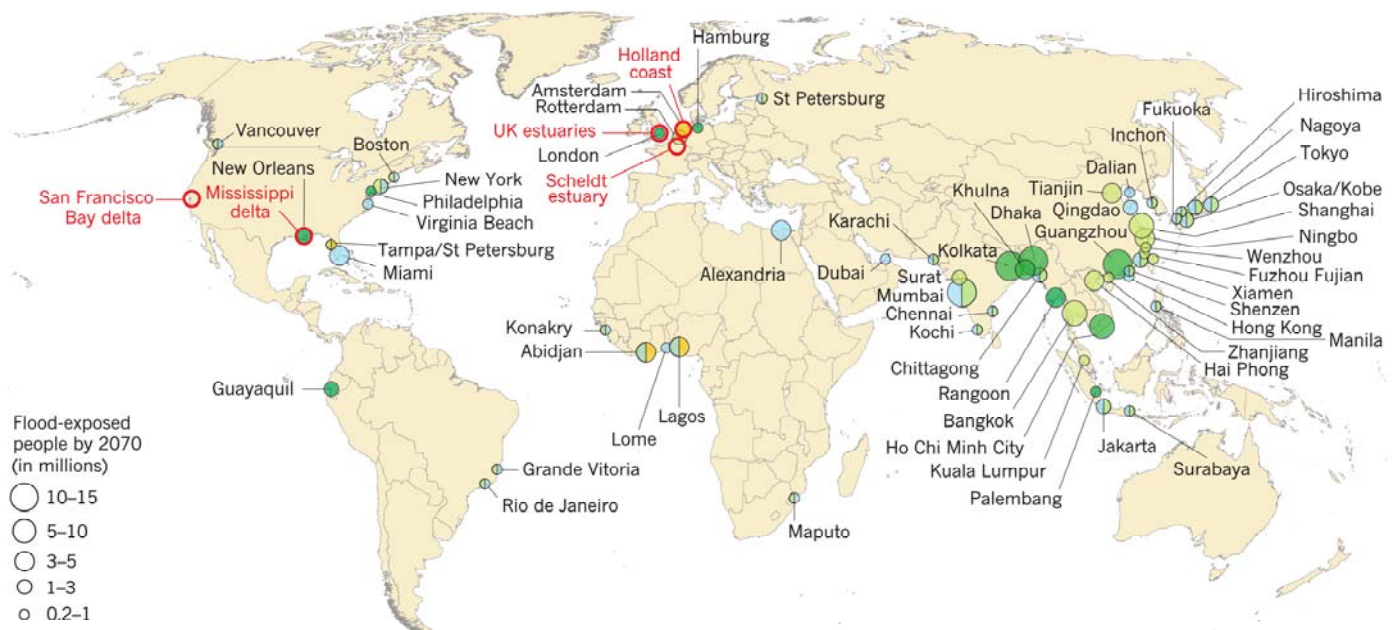 Hamburg
Holland
coast
Amsterdam
Rotterdam
St Petersburg
UK estuaries
London
Scheldt
estuary
Vancouver
Boston
New Orleans
San Francisco
Bay delta
Mississippi
delta
New York
Philadelphia
Virginia Beach
Tampa/St Petersburg
Miami
Fukuoka
Hiroshima
Inchon
Nagoya
Dalian
Tokyo
Khulna
Tianjin
Osaka/Kobe
Dhaka
Qingdao
Karachi
Shanghai
Kolkata
Guangzhou
Ningbo
Alexandria
Dubai
Surat
Wenzhou
Mumbai
Fuzhou Fujian
Chennai
Xiamen
Kochi
Shenzen
Hong Kong
Manila
Zhanjiang
Hai Phong
Konakry
Abidjan
Lome
Lagos
Chittagong
Rangoon
Bangkok
Ho Chi Minh City
Kuala Lumpur
Palembang
Jakarta
Surabaya
Guayaquil
Grande Vitoria
Rio de Janeiro
Maputo
Flood-exposed
people by 2070
(in millions)
10–15
5–10
3–5
1–3
0.2–1